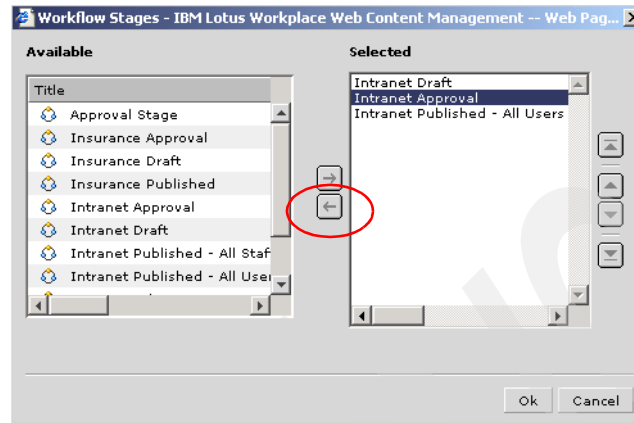 Workflow Stages - IBM Lotus Workplace Web Content Management -- Web Pag...
Available
Selected
Title
Approval Stage
Insurance Approval
Insurance Draft
Insurance Published
Intranet Approval
Intranet Draft
Intranet Published - All Staf
Intranet Published - All User
Intranet Draft
Intranet Approval
Intranet Published - All Users
Ok
Cancel